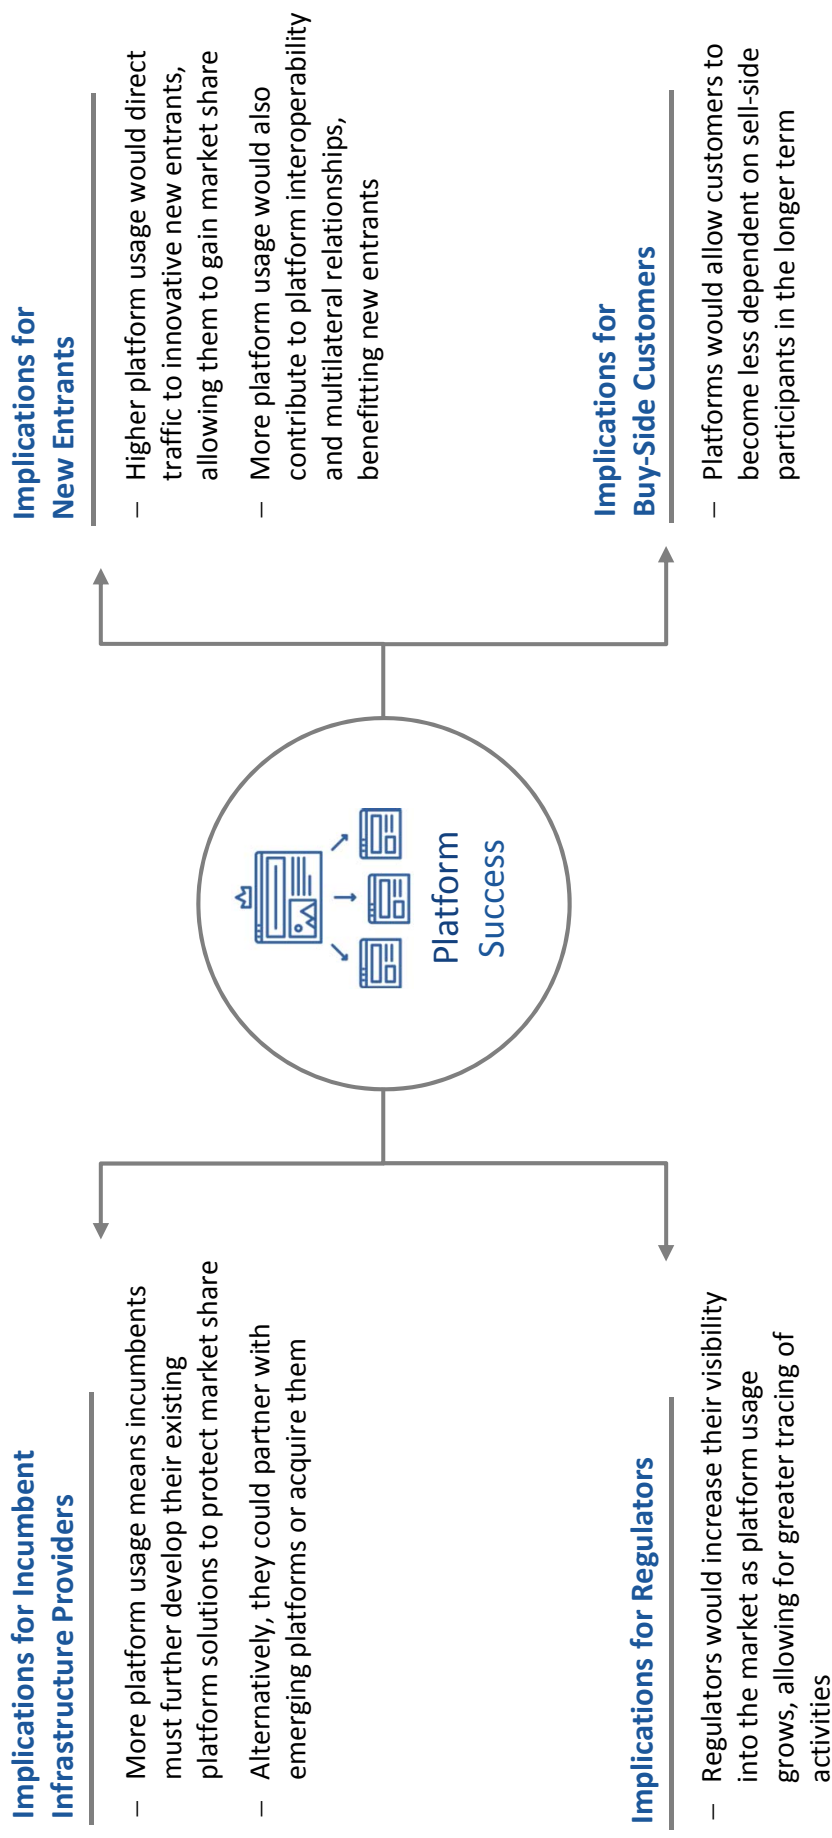 Implications for Incumbent
Infrastructure Providers
– More platform usage means incumbents
must further develop their existing
platform solutions to protect market share
– Alternatively, they could partner with
emerging platforms or acquire them
Implications for
New Entrants
– Higher platform usage would direct
traffic to innovative new entrants,
allowing them to gain market share
– More platform usage would also
contribute to platform interoperability
and multilateral relationships,
benefitting new entrants
Platform
Success
Implications for Regulators
– Regulators would increase their visibility
into the market as platform usage
grows, allowing for greater tracing of
activities
Implications for
Buy-Side Customers
– Platforms would allow customers to
become less dependent on sell-side
participants in the longer term